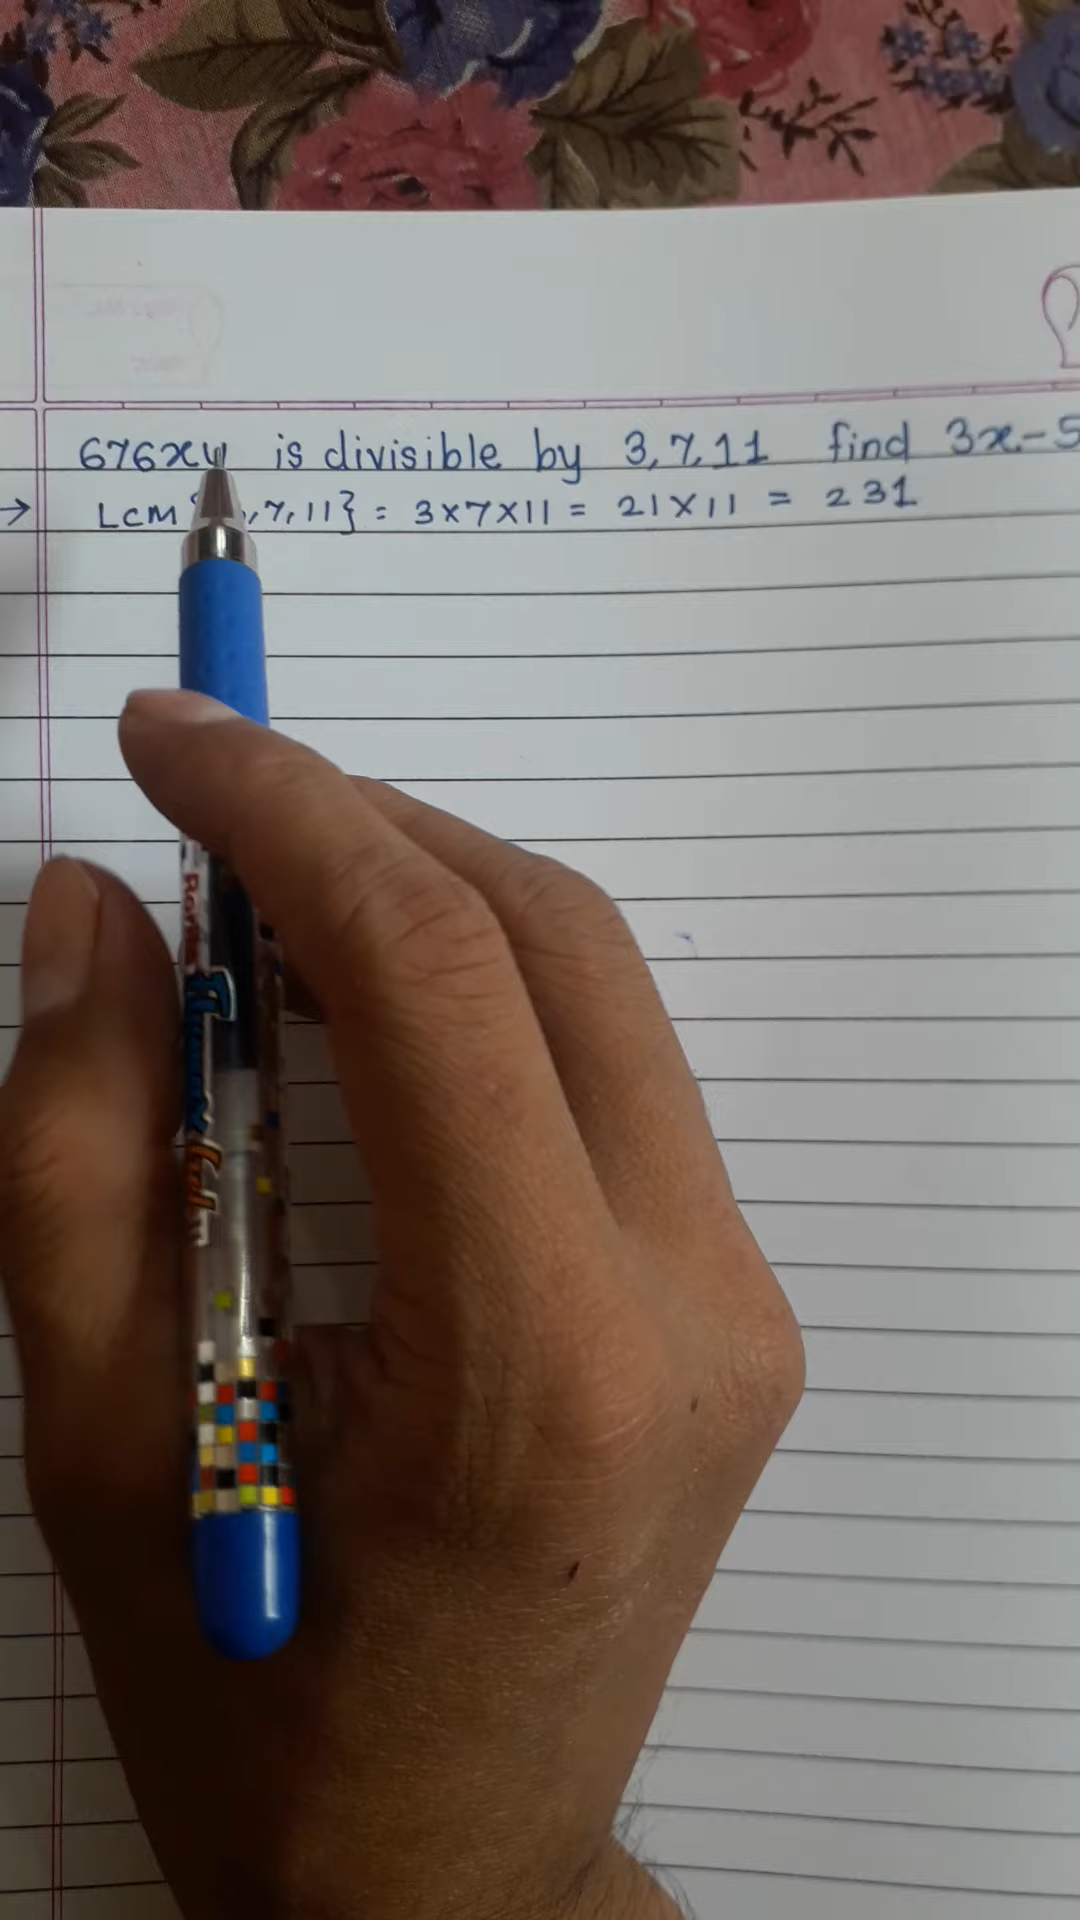 676xy is divisible by 3,7,11 find 3x-5
→ LCM {,7,11} = 3×7×11 = 21×11 = 231